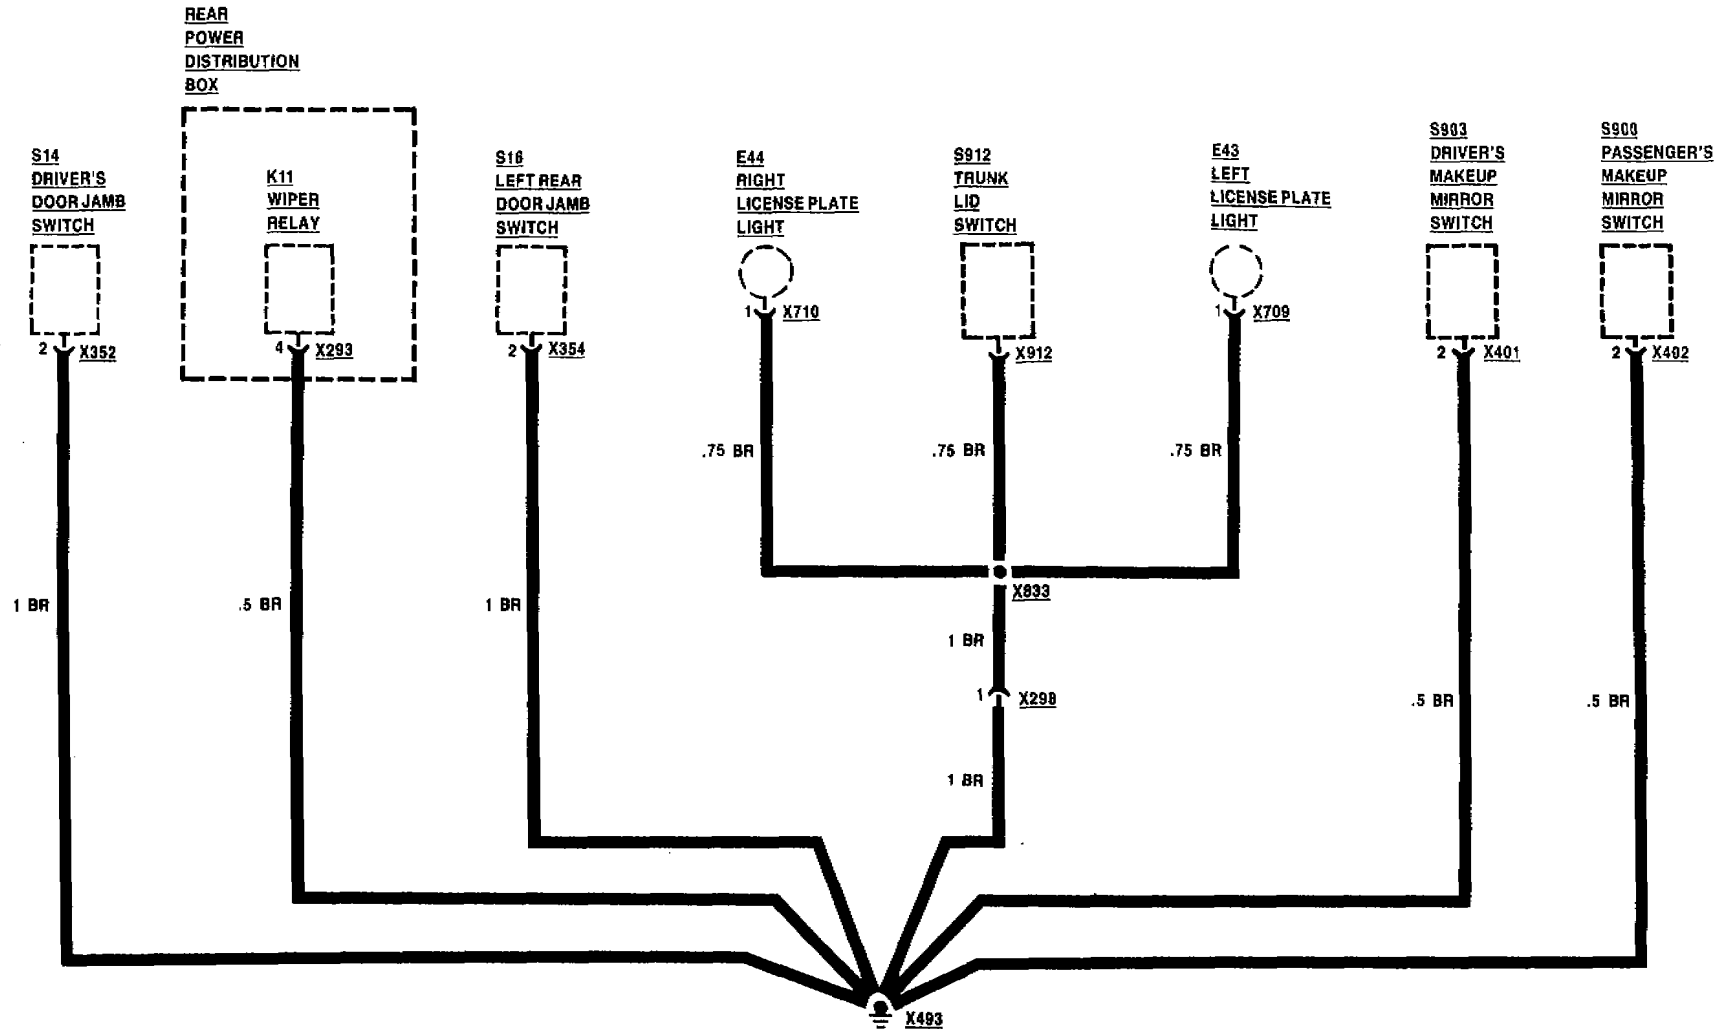 REAR
POWER
DISTRIBUTION
BOX
S14
DRIVER'S
DOOR JAMB
SWITCH
K11
WIPER
RELAY
S16
LEFT REAR
DOOR JAMB
SWITCH
E44
RIGHT
LICENSE PLATE
LIGHT
S912
TRUNK
LID
SWITCH
E43
LEFT
LICENSE PLATE
LIGHT
S903
DRIVER'S
MAKEUP
MIRROR
SWITCH
S900
PASSENGER'S
MAKEUP
MIRROR
SWITCH
2 X352
4 X293
2 X354
1 X710
X912
1 X709
2 X401
2 X402
.75 BR
.75 BR
.75 BR
X833
1 BR
.5 BR
1 BR
1 BR
1 X298
.5 BR
.5 BR
1 BR
X493